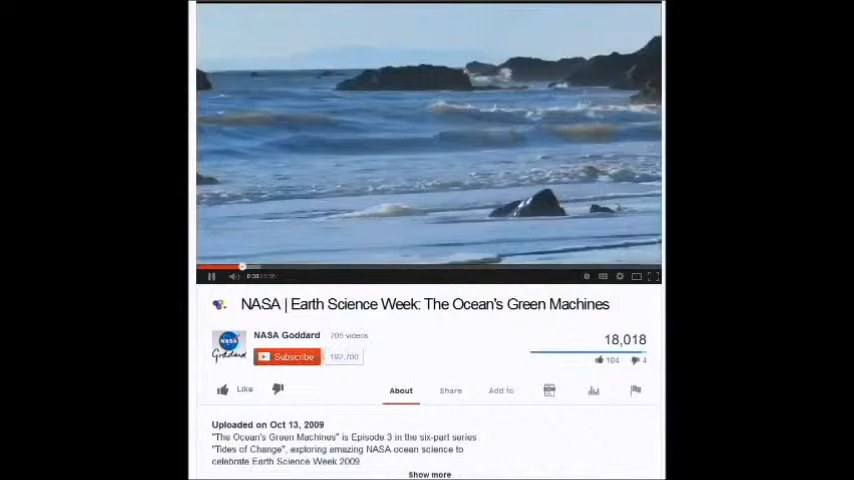 NASA | Earth Science Week: The Ocean's Green Machines
NASA Goddard 705 videos
Subscribe 192,700
18,018
104 4
Like
About Share Add to
Uploaded on Oct 13, 2009
"The Ocean's Green Machines" is Episode 3 in the six-part series
"Tides of Change", exploring amazing NASA ocean science to
celebrate Earth Science Week 2009
Show more